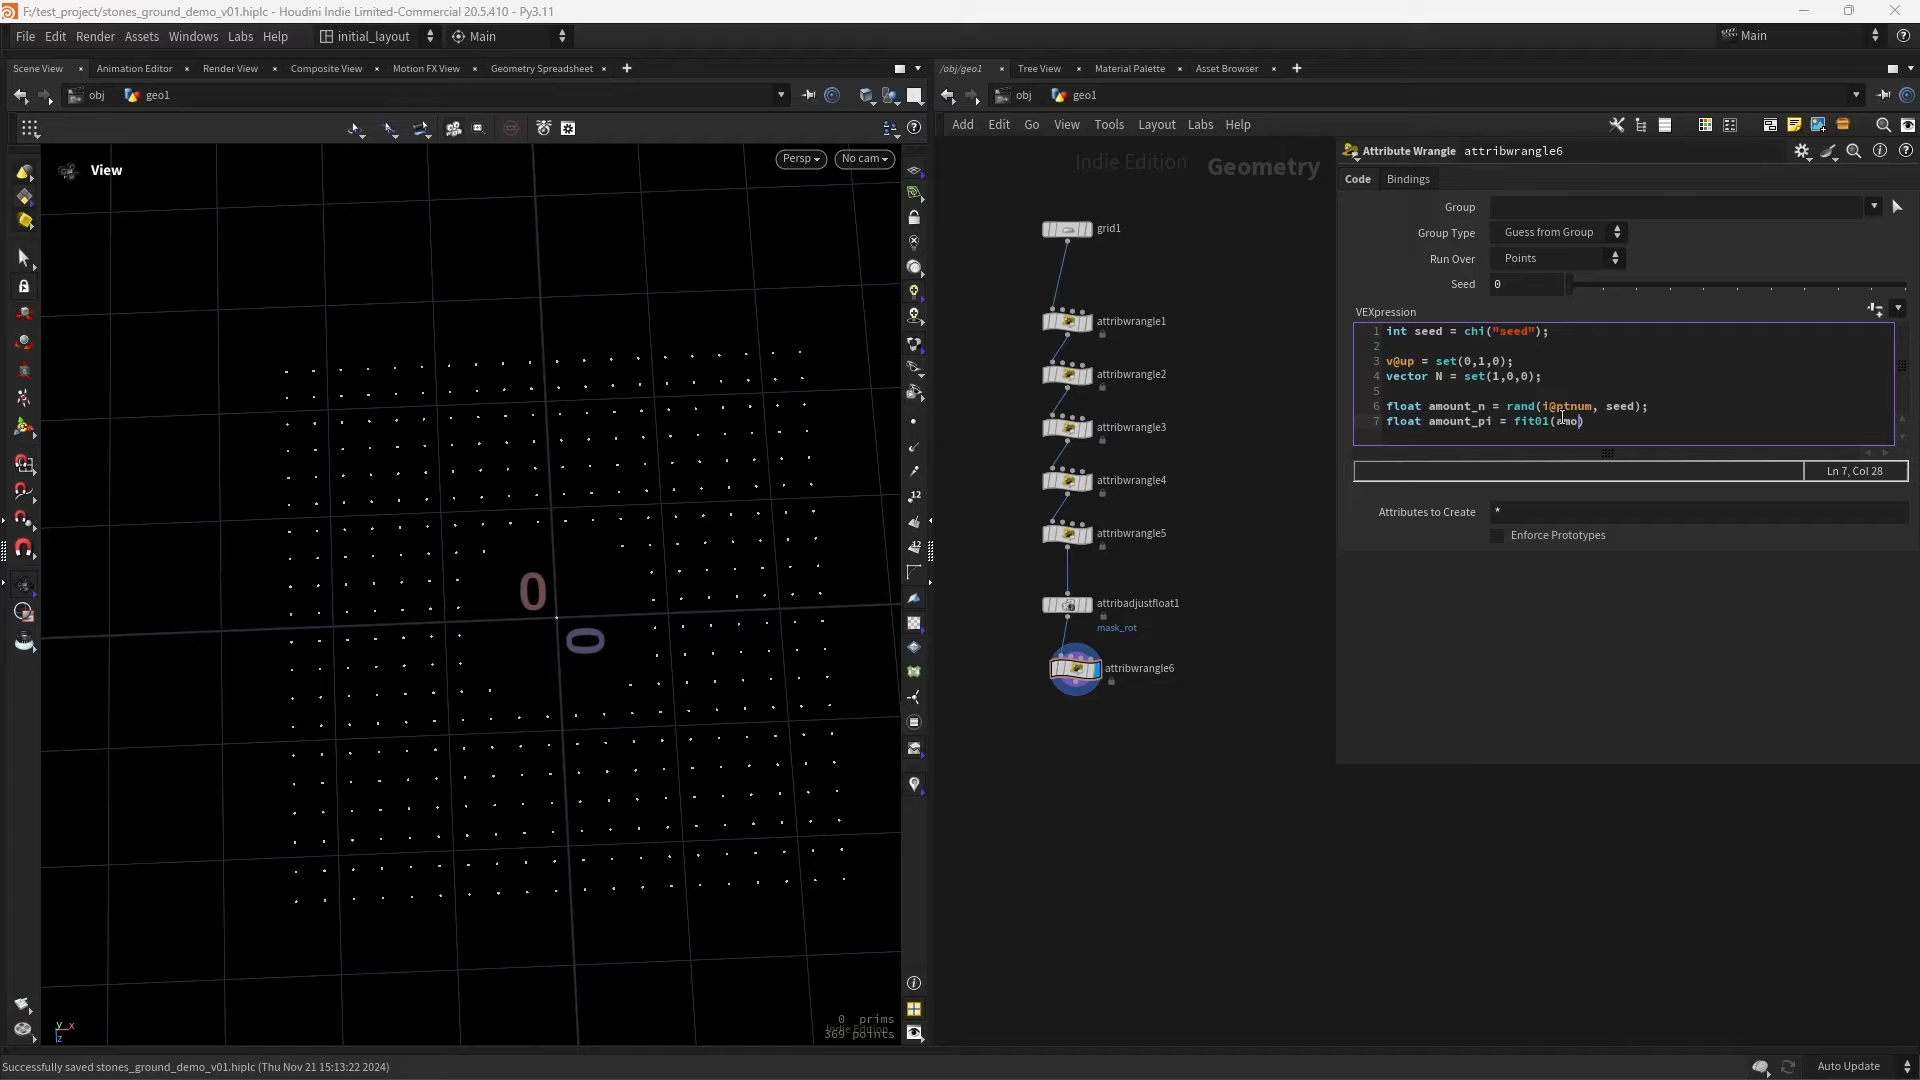 F:/test_project/stones_ground_demo_v01.hiplc - Houdini Indie Limited-Commercial 20.5.410 - Py3.11
File Edit Render Assets Windows Labs Help initial_layout Main Main
Scene View Animation Editor Render View Composite View Motion FX View Geometry Spreadsheet
/obj/geo1 Tree View Material Palette Asset Browser
obj geo1
obj geo1
Add Edit Go View Tools Layout Labs Help
View
Persp No cam
Indie Edition Geometry
grid1
attribwrangle1
attribwrangle2
attribwrangle3
attribwrangle4
attribwrangle5
attribadjustfloat1
mask_rot
attribwrangle6
Attribute Wrangle attribwrangle6
Code Bindings
Group
Group Type Guess from Group
Run Over Points
Seed 0
VEXpression
1 int seed = chi("seed");
2
3 v@up = set(0,1,0);
4 vector N = set(1,0,0);
5
6 float amount_n = rand(i@ptnum, seed);
7 float amount_pi = fit01(amo)
Ln 7, Col 28
Attributes to Create *
Enforce Prototypes
12
12
0
0
y x
z
0 prims
Indie Edition
369 points
Successfully saved stones_ground_demo_v01.hiplc (Thu Nov 21 15:13:22 2024)
Auto Update